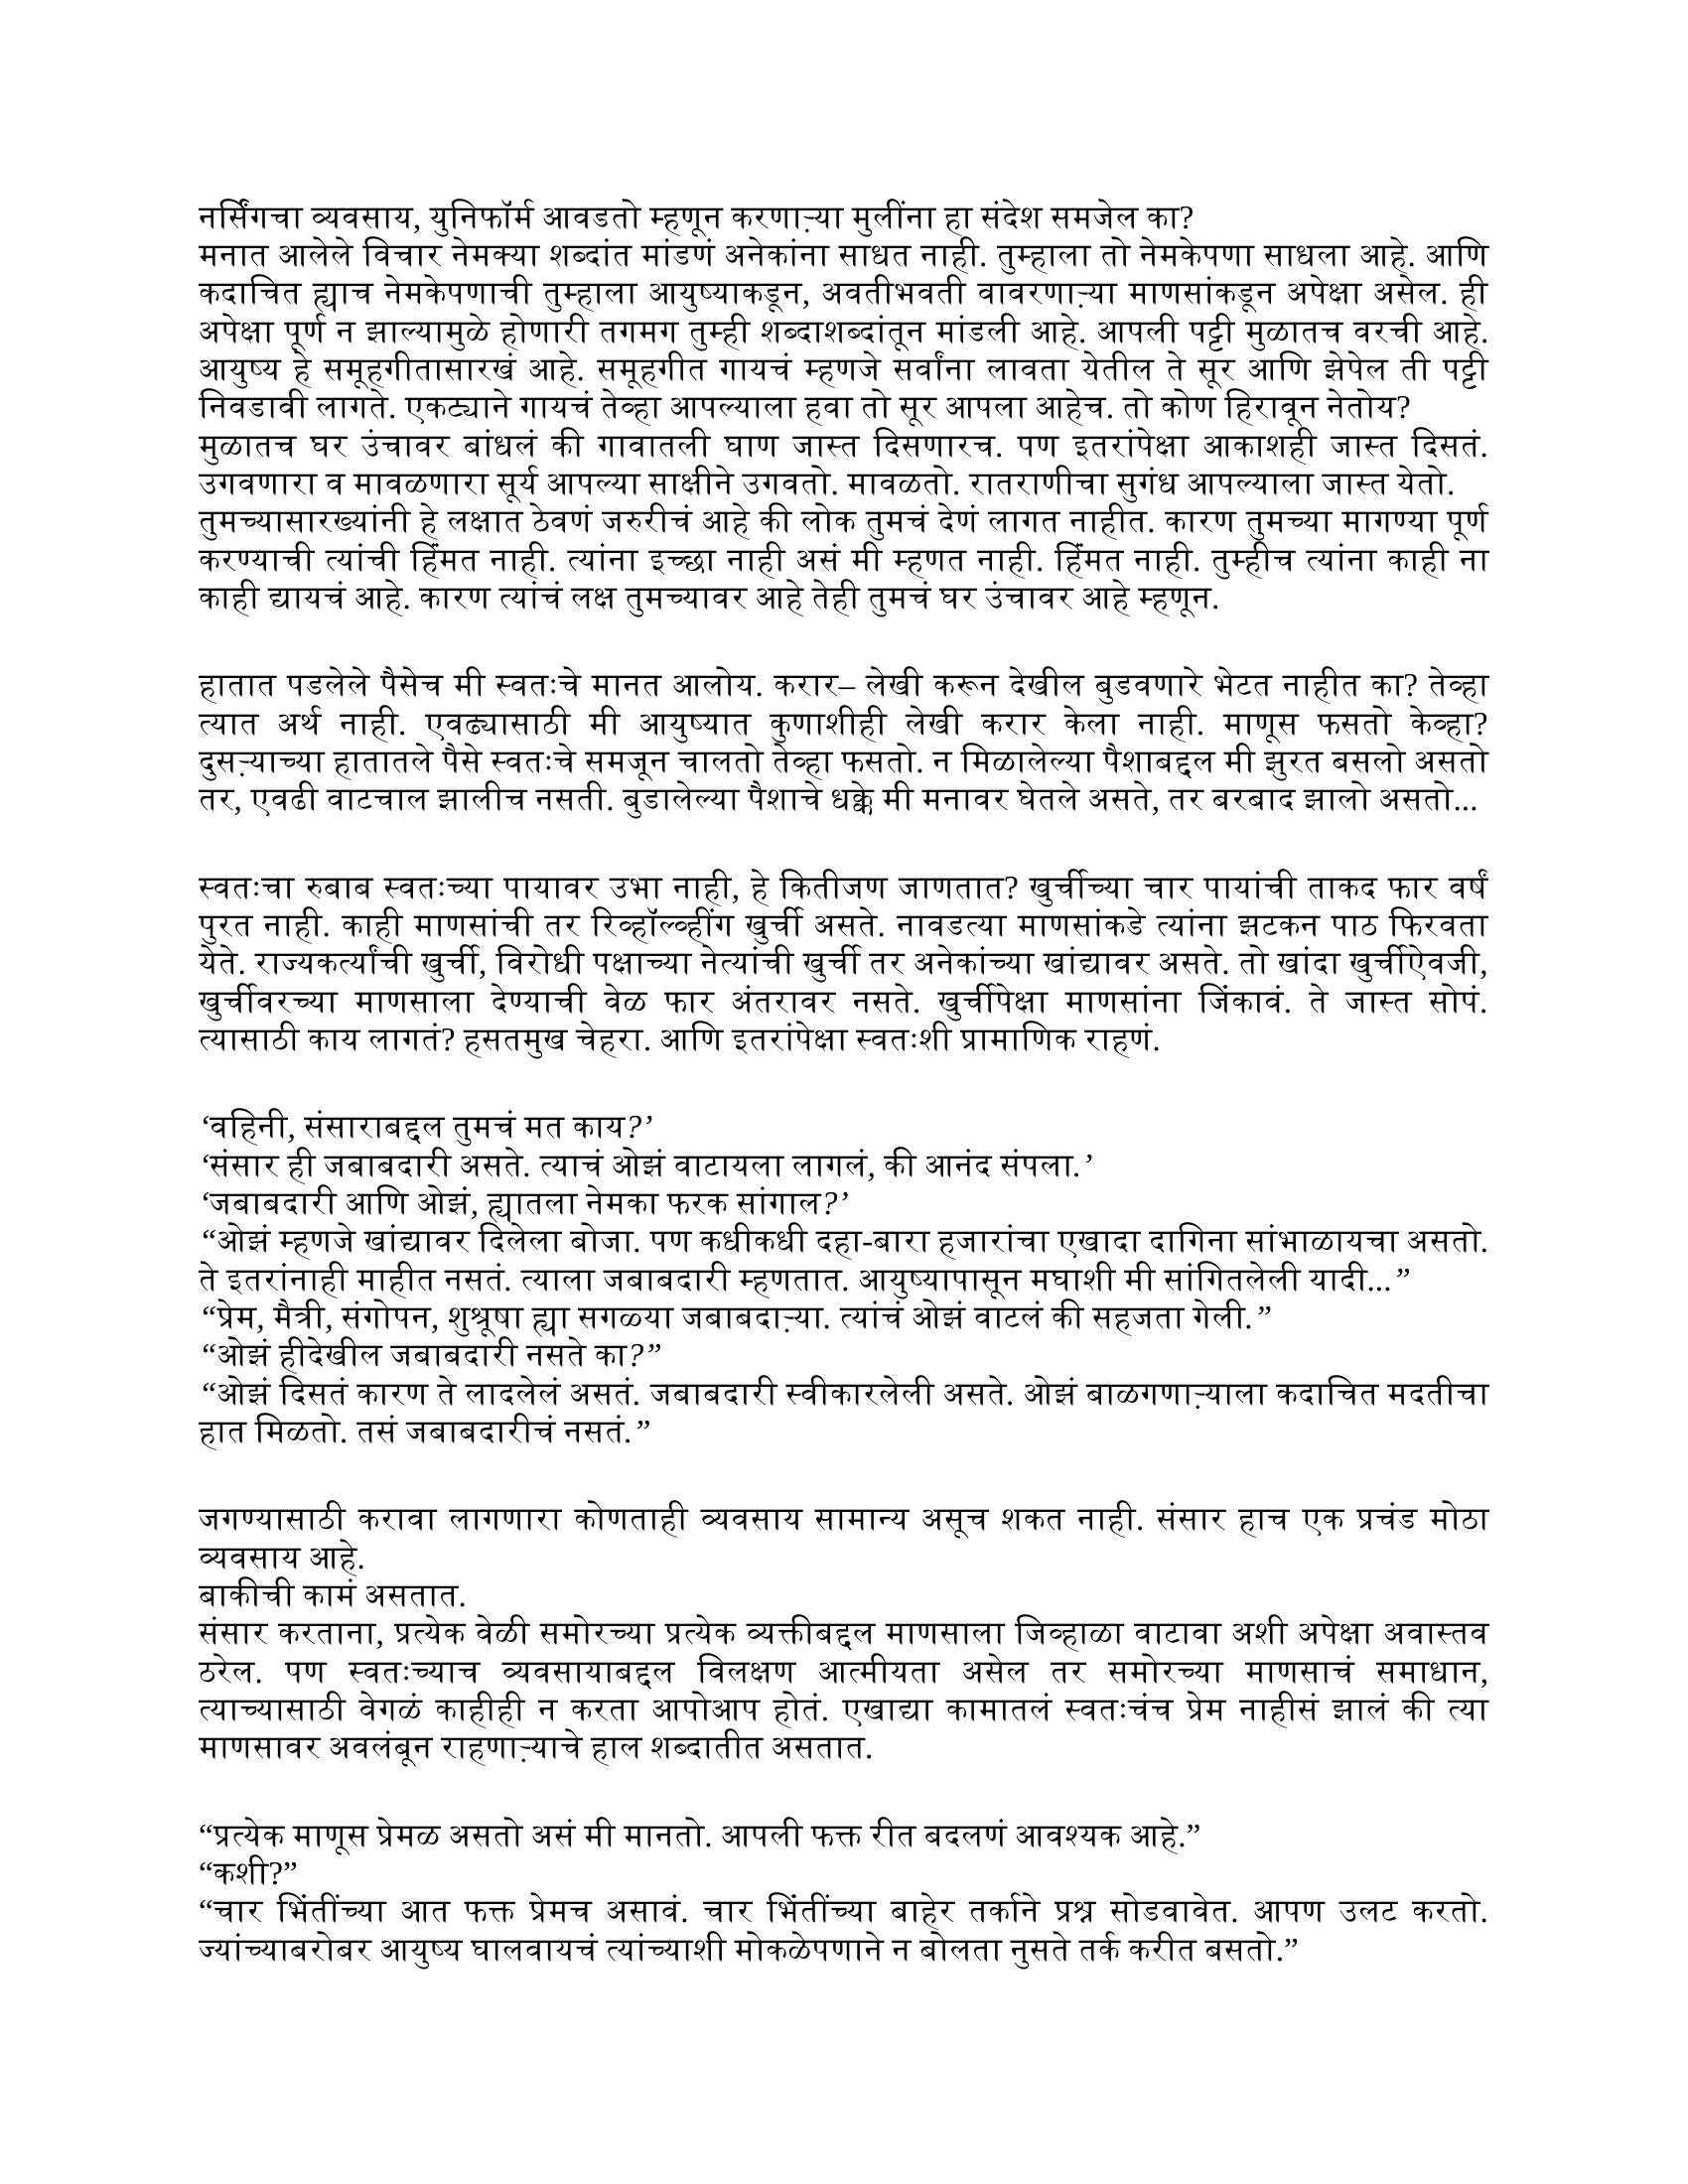 नर्सिंगचा व्यवसाय, युनिफॉर्म आवडतो म्हणून करणाऱ्या मुलींना हा संदेश समजेल का?
मनात आलेले विचार नेमक्या शब्दांत मांडणं अनेकांना साधत नाही. तुम्हाला तो नेमकेपणा साधला आहे. आणि
कदाचित ह्याच नेमकेपणाची तुम्हाला आयुष्याकडून, अवतीभवती वावरणाऱ्या माणसांकडून अपेक्षा असेल. ही
अपेक्षा पूर्ण न झाल्यामुळे होणारी तगमग तुम्ही शब्दाशब्दांतून मांडली आहे. आपली पट्टी मुळातच वरची आहे.
आयुष्य हे समूहगीतासारखं आहे. समूहगीत गायचं म्हणजे सर्वांना लावता येतील ते सूर आणि झेपेल ती पट्टी
निवडावी लागते. एकट्याने गायचं तेव्हा आपल्याला हवा तो सूर आपला आहेच. तो कोण हिरावून नेतोय?
मुळातच घर उंचावर बांधलं की गावातली घाण जास्त दिसणारच. पण इतरांपेक्षा आकाशही जास्त दिसतं.
उगवणारा व मावळणारा सूर्य आपल्या साक्षीने उगवतो. मावळतो. रातराणीचा सुगंध आपल्याला जास्त येतो.
तुमच्यासारख्यांनी हे लक्षात ठेवणं जरुरीचं आहे की लोक तुमचं देणं लागत नाहीत. कारण तुमच्या मागण्या पूर्ण
करण्याची त्यांची हिंमत नाही. त्यांना इच्छा नाही असं मी म्हणत नाही. हिंमत नाही. तुम्हीच त्यांना काही ना
काही द्यायचं आहे. कारण त्यांचं लक्ष तुमच्यावर आहे तेही तुमचं घर उंचावर आहे म्हणून.
हातात पडलेले पैसेच मी स्वतःचे मानत आलोय. करार– लेखी करून देखील बुडवणारे भेटत नाहीत का? तेव्हा
त्यात अर्थ नाही. एवढ्यासाठी मी आयुष्यात कुणाशीही लेखी करार केला नाही. माणूस फसतो केव्हा?
दुसऱ्याच्या हातातले पैसे स्वतःचे समजून चालतो तेव्हा फसतो. न मिळालेल्या पैशाबद्दल मी झुरत बसलो असतो
तर, एवढी वाटचाल झालीच नसती. बुडालेल्या पैशाचे धक्के मी मनावर घेतले असते, तर बरबाद झालो असतो...
स्वतःचा रुबाब स्वतःच्या पायावर उभा नाही, हे कितीजण जाणतात? खुर्चीच्या चार पायांची ताकद फार वर्षं
पुरत नाही. काही माणसांची तर रिव्हॉल्व्हींग खुर्ची असते. नावडत्या माणसांकडे त्यांना झटकन पाठ फिरवता
येते. राज्यकर्त्यांची खुर्ची, विरोधी पक्षाच्या नेत्यांची खुर्ची तर अनेकांच्या खांद्यावर असते. तो खांदा खुर्चीऐवजी,
खुर्चीवरच्या माणसाला देण्याची वेळ फार अंतरावर नसते. खुर्चीपेक्षा माणसांना जिंकावं. ते जास्त सोपं.
त्यासाठी काय लागतं? हसतमुख चेहरा. आणि इतरांपेक्षा स्वतःशी प्रामाणिक राहणं.
‘वहिनी, संसाराबद्दल तुमचं मत काय?’
‘संसार ही जबाबदारी असते. त्याचं ओझं वाटायला लागलं, की आनंद संपला.’
‘जबाबदारी आणि ओझं, ह्यातला नेमका फरक सांगाल?’
“ओझं म्हणजे खांद्यावर दिलेला बोजा. पण कधीकधी दहा-बारा हजारांचा एखादा दागिना सांभाळायचा असतो.
ते इतरांनाही माहीत नसतं. त्याला जबाबदारी म्हणतात. आयुष्यापासून मघाशी मी सांगितलेली यादी...”
“प्रेम, मैत्री, संगोपन, शुश्रूषा ह्या सगळ्या जबाबदाऱ्या. त्यांचं ओझं वाटलं की सहजता गेली.”
“ओझं हीदेखील जबाबदारी नसते का?”
“ओझं दिसतं कारण ते लादलेलं असतं. जबाबदारी स्वीकारलेली असते. ओझं बाळगणाऱ्याला कदाचित मदतीचा
हात मिळतो. तसं जबाबदारीचं नसतं.”
जगण्यासाठी करावा लागणारा कोणताही व्यवसाय सामान्य असूच शकत नाही. संसार हाच एक प्रचंड मोठा
व्यवसाय आहे.
बाकीची कामं असतात.
संसार करताना, प्रत्येक वेळी समोरच्या प्रत्येक व्यक्तीबद्दल माणसाला जिव्हाळा वाटावा अशी अपेक्षा अवास्तव
ठरेल. पण स्वतःच्याच व्यवसायाबद्दल विलक्षण आत्मीयता असेल तर समोरच्या माणसाचं समाधान,
त्याच्यासाठी वेगळं काहीही न करता आपोआप होतं. एखाद्या कामातलं स्वतःचंच प्रेम नाहीसं झालं की त्या
माणसावर अवलंबून राहणाऱ्याचे हाल शब्दातीत असतात.
“प्रत्येक माणूस प्रेमळ असतो असं मी मानतो. आपली फक्त रीत बदलणं आवश्यक आहे.”
“कशी?”
“चार भिंतींच्या आत फक्त प्रेमच असावं. चार भिंतींच्या बाहेर तर्काने प्रश्न सोडवावेत. आपण उलट करतो.
ज्यांच्याबरोबर आयुष्य घालवायचं त्यांच्याशी मोकळेपणाने न बोलता नुसते तर्क करीत बसतो.”